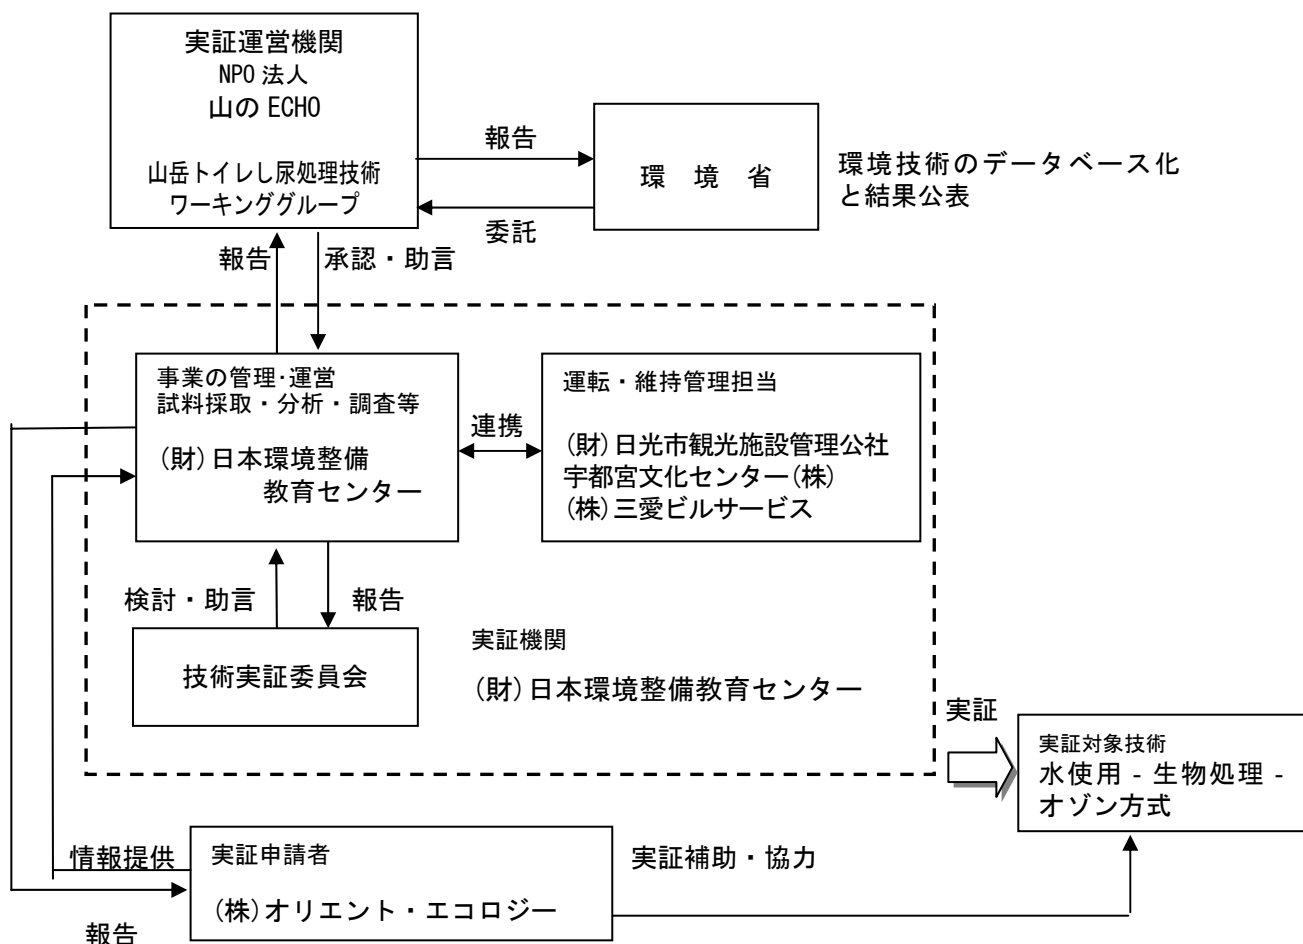 実証運営機関
NPO 法人
山の ECHO
山岳トイレし尿処理技術
ワーキンググループ
報告
環 境 省
委託
環境技術のデータベース化
と結果公表
報告
承認・助言
事業の管理・運営
試料採取・分析・調査等
(財)日本環境整備
教育センター
連携
運転・維持管理担当
(財)日光市観光施設管理公社
宇都宮文化センター(株)
(株)三愛ビルサービス
検討・助言
報告
技術実証委員会
実証機関
(財)日本環境整備教育センター
実証
実証対象技術
水使用 - 生物処理 -
オゾン方式
情報提供
実証申請者
(株)オリエント・エコロジー
実証補助・協力
報告